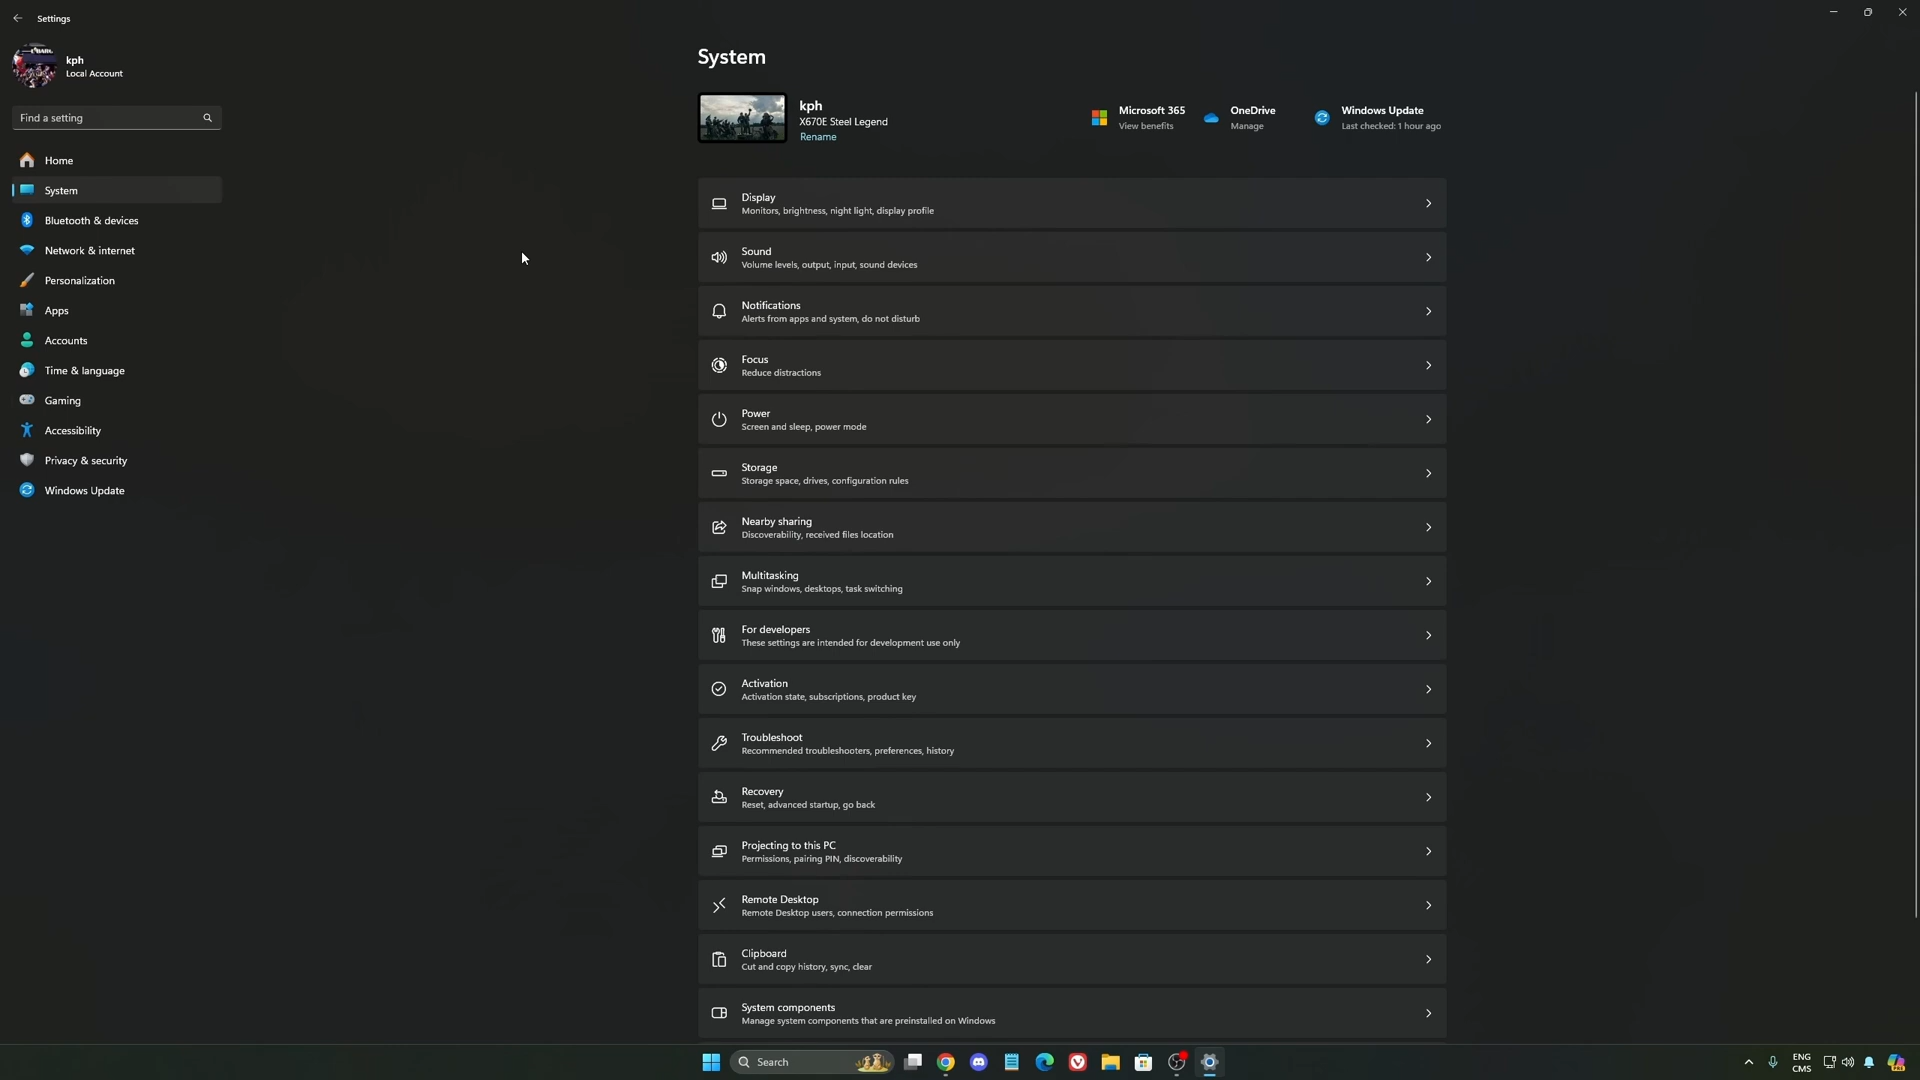 Settings
kph
Local Account
Find a setting
Home
System
Bluetooth & devices
Network & internet
Personalization
Apps
Accounts
Time & language
Gaming
Accessibility
Privacy & security
Windows Update
System
kph
X670E Steel Legend
Rename
Microsoft 365
View benefits
OneDrive
Manage
Windows Update
Last checked: 1 hour ago
Display
Monitors, brightness, night light, display profile
Sound
Volume levels, output, input, sound devices
Notifications
Alerts from apps and system, do not disturb
Focus
Reduce distractions
Power
Screen and sleep, power mode
Storage
Storage space, drives, configuration rules
Nearby sharing
Discoverability, received files location
Multitasking
Snap windows, desktops, task switching
For developers
These settings are intended for development use only
Activation
Activation state, subscriptions, product key
Troubleshoot
Recommended troubleshooters, preferences, history
Recovery
Reset, advanced startup, go back
Projecting to this PC
Permissions, pairing PIN, discoverability
Remote Desktop
Remote Desktop users, connection permissions
Clipboard
Cut and copy history, sync, clear
System components
Manage system components that are preinstalled on Windows
Search
ENG
CMS